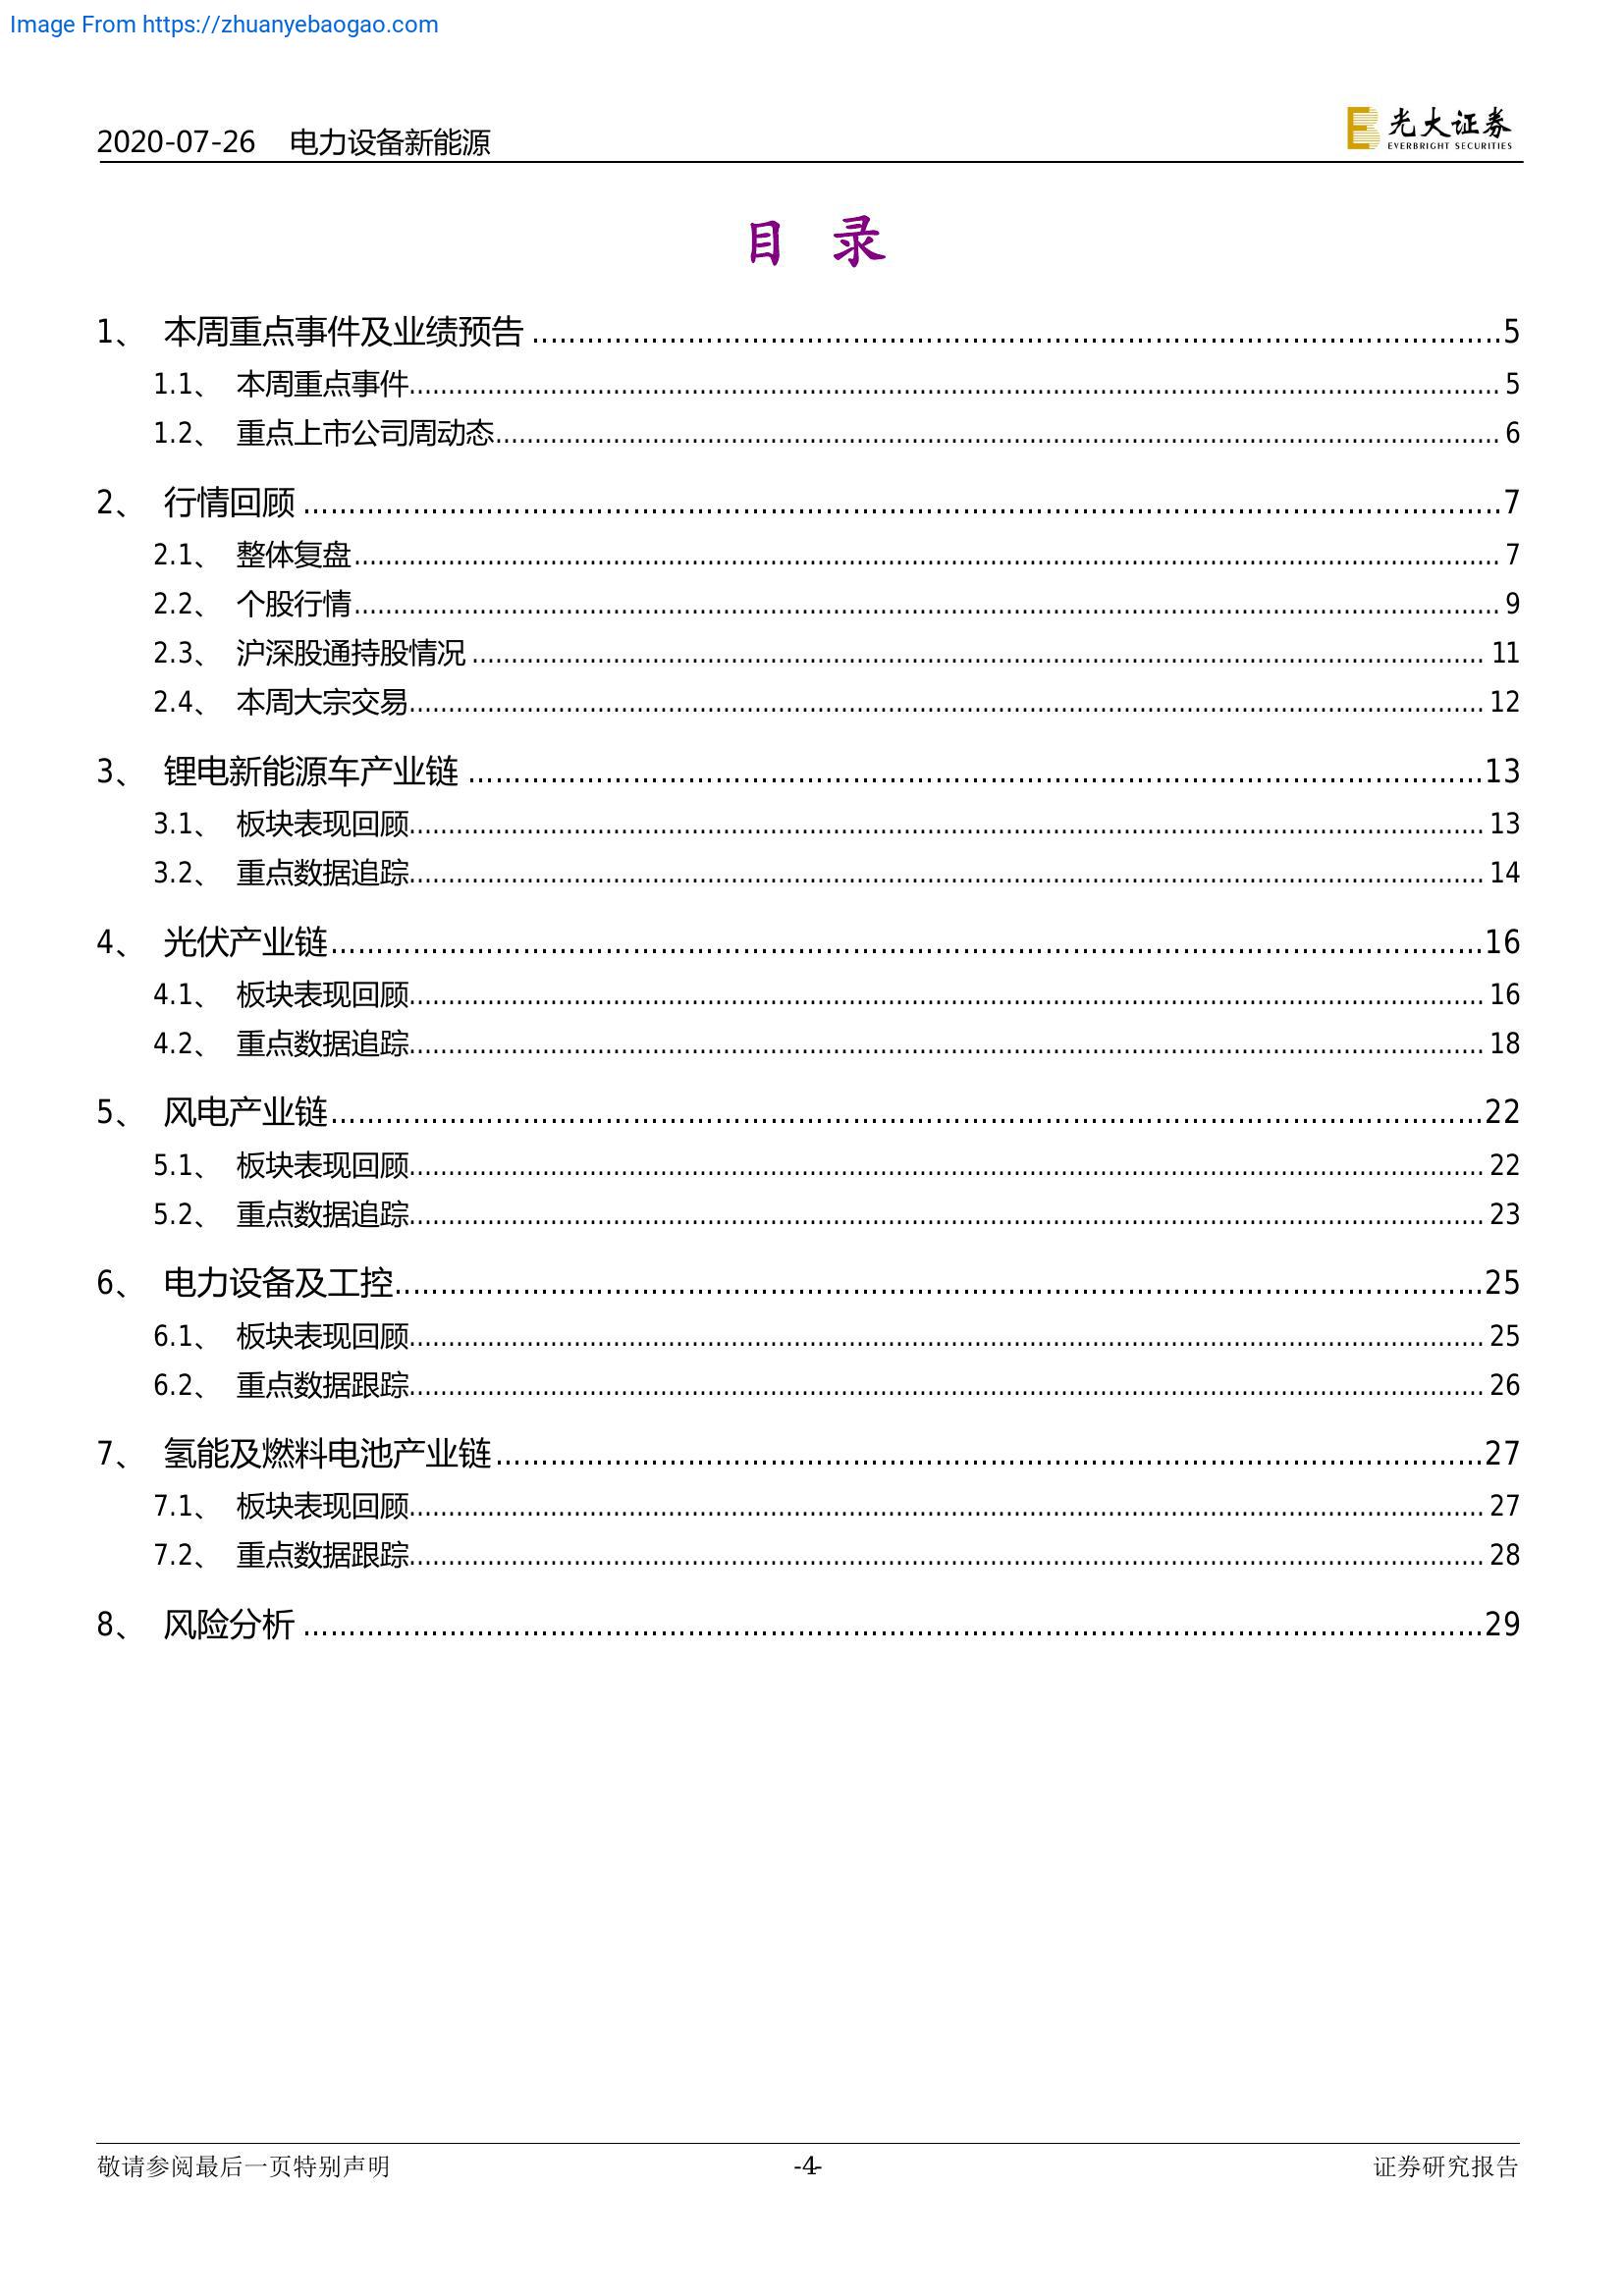 Image From https://zhuanyebaogao.com
2020-07-26 电力设备新能源
光大证券
EVERBRIGHT SECURITIES
目 录
1、 本周重点事件及业绩预告 ........................................ 5
1.1、 本周重点事件 ........................................ 5
1.2、 重点上市公司周动态 ........................................ 6
2、 行情回顾 ........................................ 7
2.1、 整体复盘 ........................................ 7
2.2、 个股行情 ........................................ 9
2.3、 沪深股通持股情况 ........................................ 11
2.4、 本周大宗交易 ........................................ 12
3、 锂电新能源车产业链 ........................................ 13
3.1、 板块表现回顾 ........................................ 13
3.2、 重点数据追踪 ........................................ 14
4、 光伏产业链 ........................................ 16
4.1、 板块表现回顾 ........................................ 16
4.2、 重点数据追踪 ........................................ 18
5、 风电产业链 ........................................ 22
5.1、 板块表现回顾 ........................................ 22
5.2、 重点数据追踪 ........................................ 23
6、 电力设备及工控 ........................................ 25
6.1、 板块表现回顾 ........................................ 25
6.2、 重点数据跟踪 ........................................ 26
7、 氢能及燃料电池产业链 ........................................ 27
7.1、 板块表现回顾 ........................................ 27
7.2、 重点数据跟踪 ........................................ 28
8、 风险分析 ........................................ 29
敬请参阅最后一页特别声明 -4- 证券研究报告